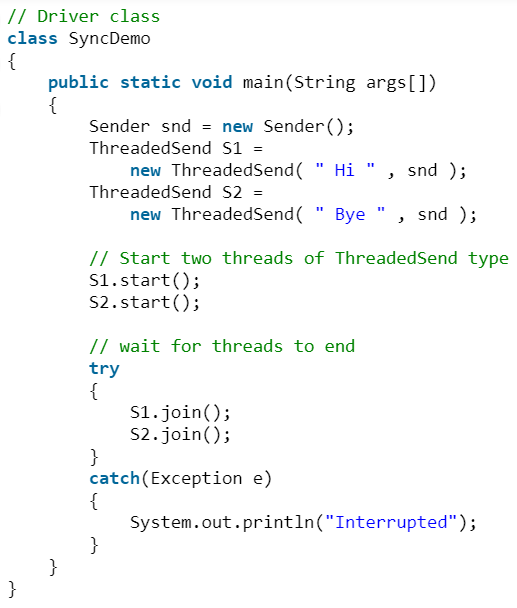 // Driver class
class SyncDemo
{
    public static void main(String args[])
    {
        Sender snd = new Sender();
        ThreadedSend S1 =
            new ThreadedSend( " Hi " , snd );
        ThreadedSend S2 =
            new ThreadedSend( " Bye " , snd );

        // Start two threads of ThreadedSend type
        S1.start();
        S2.start();

        // wait for threads to end
        try
        {
            S1.join();
            S2.join();
        }
        catch(Exception e)
        {
            System.out.println("Interrupted");
        }
    }
}